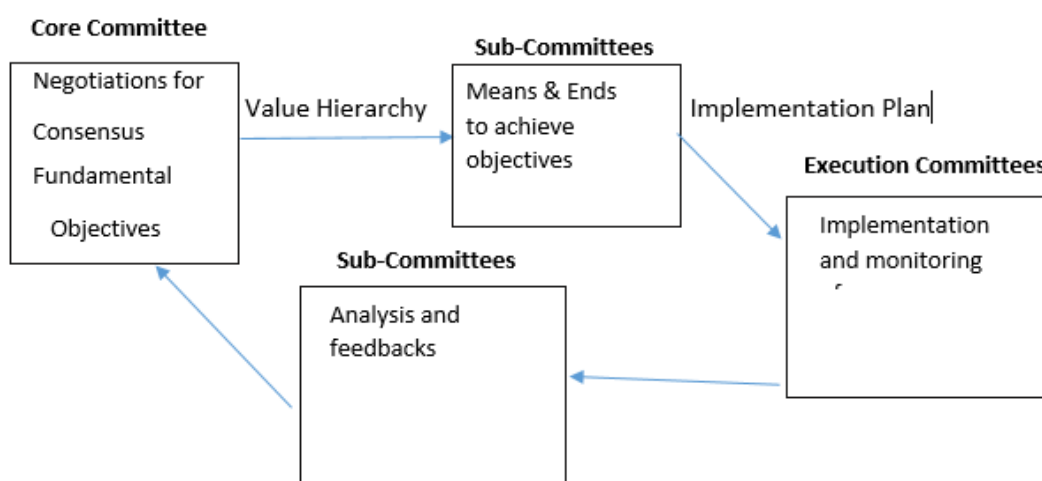 Core Committee
Negotiations for
Consensus
Fundamental
Objectives
Value Hierarchy
Sub-Committees
Means & Ends
to achieve
objectives
Implementation Plan
Execution Committees
Implementation
and monitoring
Sub-Committees
Analysis and
feedbacks